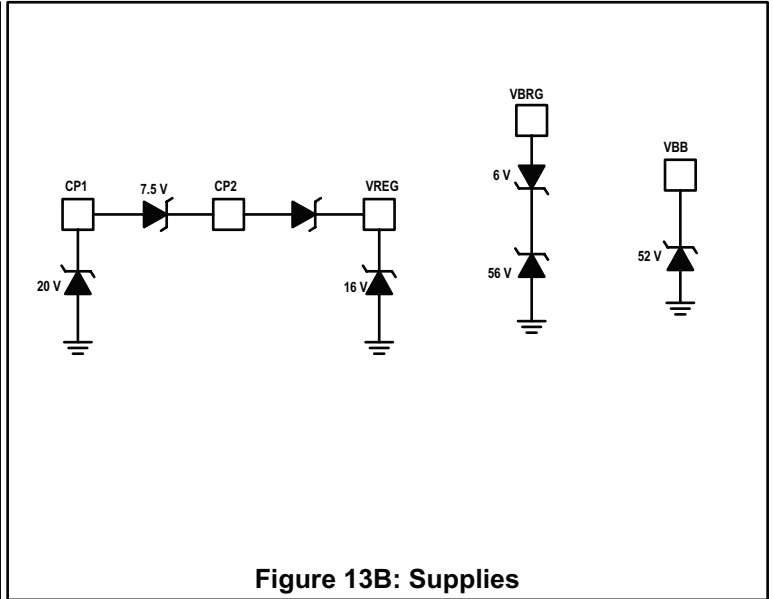 VBRG
VBB
CP1
7.5 V
CP2
VREG
6 V
20 V
16 V
56 V
52 V
Figure 13B: Supplies